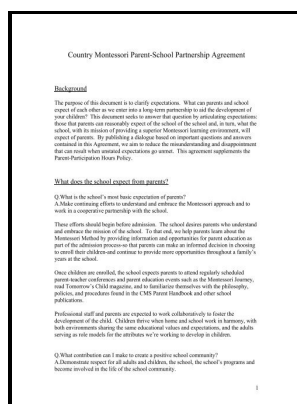 Country Montessori Parent-School Partnership Agreement
Background
The purpose of this document is to clarify expectations. What can parents and school
expect of each other as we enter into a long-term partnership to aid the development of
your children? This document seeks to answer that question by articulating expectations:
those that parents can reasonably expect of the school and, in turn, what the
school, with its mission of providing a superior Montessori learning environment, will
expect of parents. By publishing a dialogue based on important questions and answers
contained in this Agreement, we aim to reduce the misunderstanding and disappointment
that can result when unstated expectations go unmet. This agreement supplements the
Parent-Participation Hours Policy.
What does the school expect from parents?
Q.What is the school's most basic expectation of parents?
A.Make continuing efforts to understand and embrace the Montessori approach and to
work in a cooperative partnership with the school.
These efforts should begin before admission. The school desires parents who understand
and embrace the mission of the school. To that end, we help parents learn about the
Montessori Method by providing information and opportunities for parent education as
part of the admission process-so that parents can make an informed decision in choosing
to enroll their children-and continue to provide more opportunities throughout a family's
years at the school.
Once children are enrolled, the school expects parents to attend regularly scheduled
parent-teacher conferences and parent education events such as the Montessori Journey,
read Tomorrow's Child magazine, and to familiarize themselves with the philosophy,
policies, and procedures found in the CMS Parent Handbook and other school
publications.
Professional staff and parents are expected to work collaboratively to foster the
development of the child. Children thrive when home and school work in harmony, with
both environments sharing the same educational values and expectations, and the adults
serving as role models for the attributes we're working to develop in children.
Q.What contribution can I make to create a positive school community?
A.Demonstrate respect for all adults and children, the school, the school's programs and
become involved in the life of the school community.
1